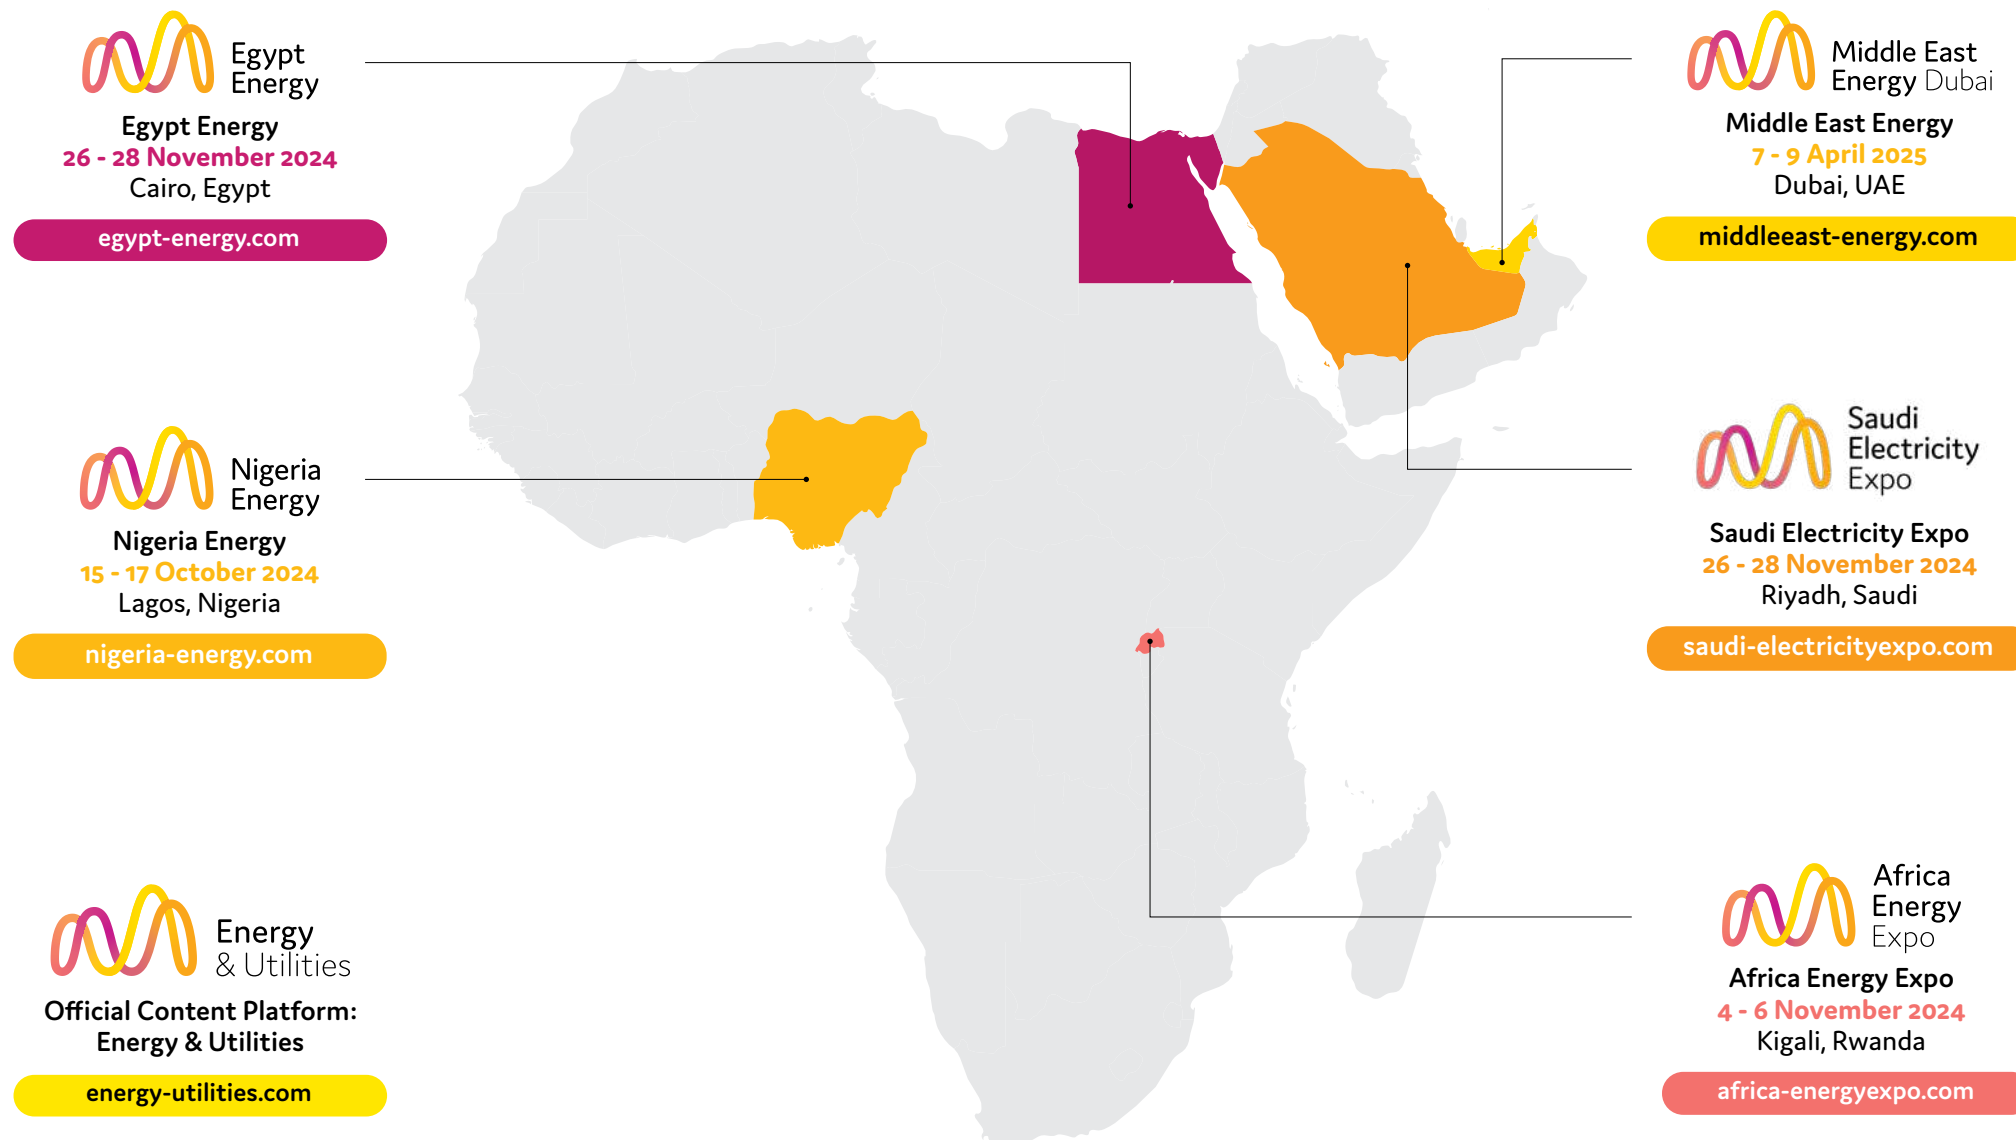 Egypt
Energy
Egypt Energy
26 - 28 November 2024
Cairo, Egypt
egypt-energy.com
Nigeria
Energy
Nigeria Energy
15 - 17 October 2024
Lagos, Nigeria
nigeria-energy.com
Energy
& Utilities
Official Content Platform:
Energy & Utilities
energy-utilities.com
Middle East
Energy Dubai
Middle East Energy
7 - 9 April 2025
Dubai, UAE
middleeast-energy.com
Saudi
Electricity
Expo
Saudi Electricity Expo
26 - 28 November 2024
Riyadh, Saudi
saudi-electricityexpo.com
Africa
Energy
Expo
Africa Energy Expo
4 - 6 November 2024
Kigali, Rwanda
africa-energyexpo.com